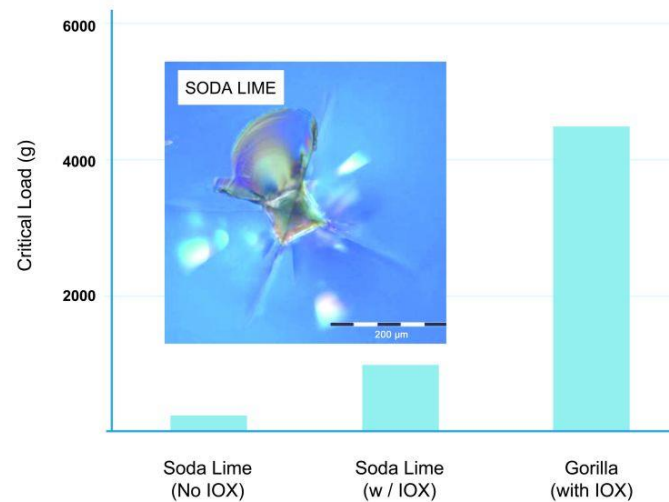 6000
SODA LIME
4000
Critical Load (g)
2000
200 µm
Soda Lime
(No IOX)
Soda Lime
(w / IOX)
Gorilla
(with IOX)